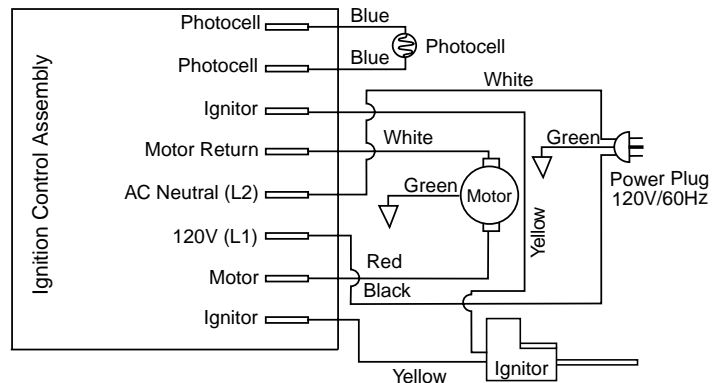 Photocell
Blue
Blue
Photocell
Photocell
White
Ignitor
Motor Return
White
Green
AC Neutral (L2)
Green
Motor
Power Plug
120V/60Hz
120V (L1)
Yellow
Red
Motor
Black
Ignitor
Ignitor
Yellow
Ignition Control Assembly